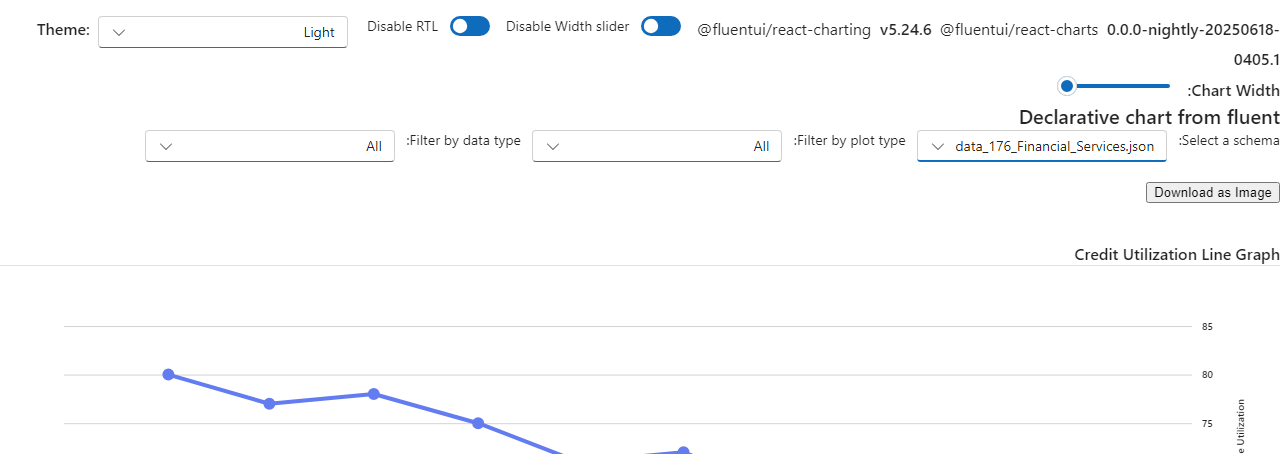 Theme: Light Disable RTL Disable Width slider @fluentui/react-charting v5.24.6 @fluentui/react-charts 0.0.0-nightly-20250618-
0405.1
:Chart Width
Declarative chart from fluent
:Select a schema data_176_Financial_Services.json :Filter by plot type All :Filter by data type All
Download as Image
Credit Utilization Line Graph
85
80
75
Utilization